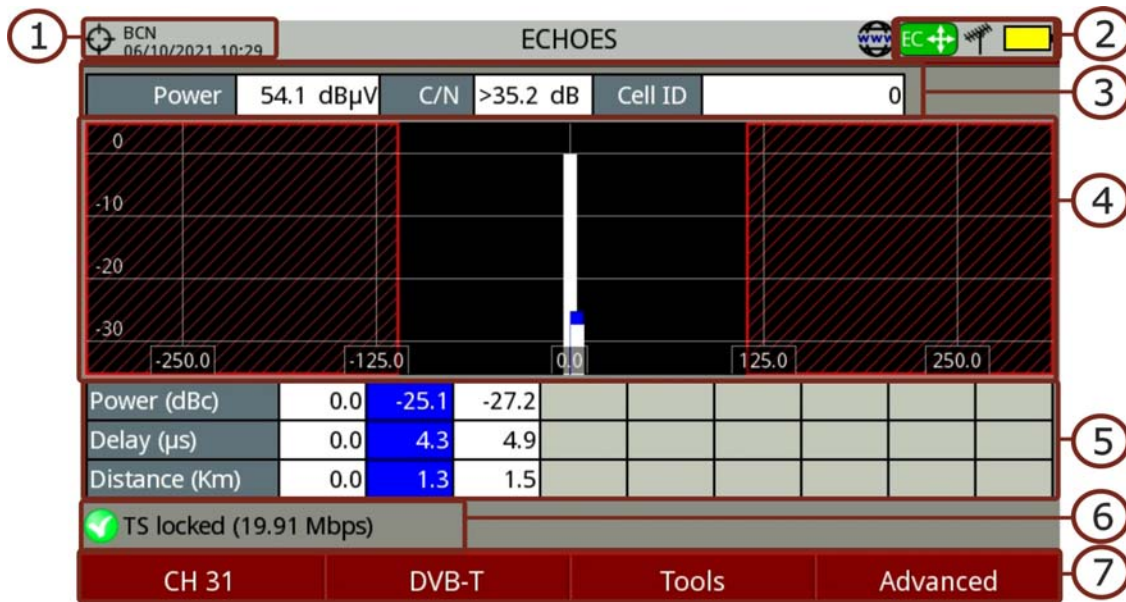 1
BCN
06/10/2021 10:29
ECHOES
www
EC
2
Power 54.1 dBµV C/N >35.2 dB Cell ID 0
3
0
-10
-20
-30
-250.0 -125.0 0.0 125.0 250.0
4
Power (dBc) 0.0 -25.1 -27.2
Delay (µs) 0.0 4.3 4.9
Distance (Km) 0.0 1.3 1.5
5
TS locked (19.91 Mbps)
6
CH 31 DVB-T Tools Advanced
7